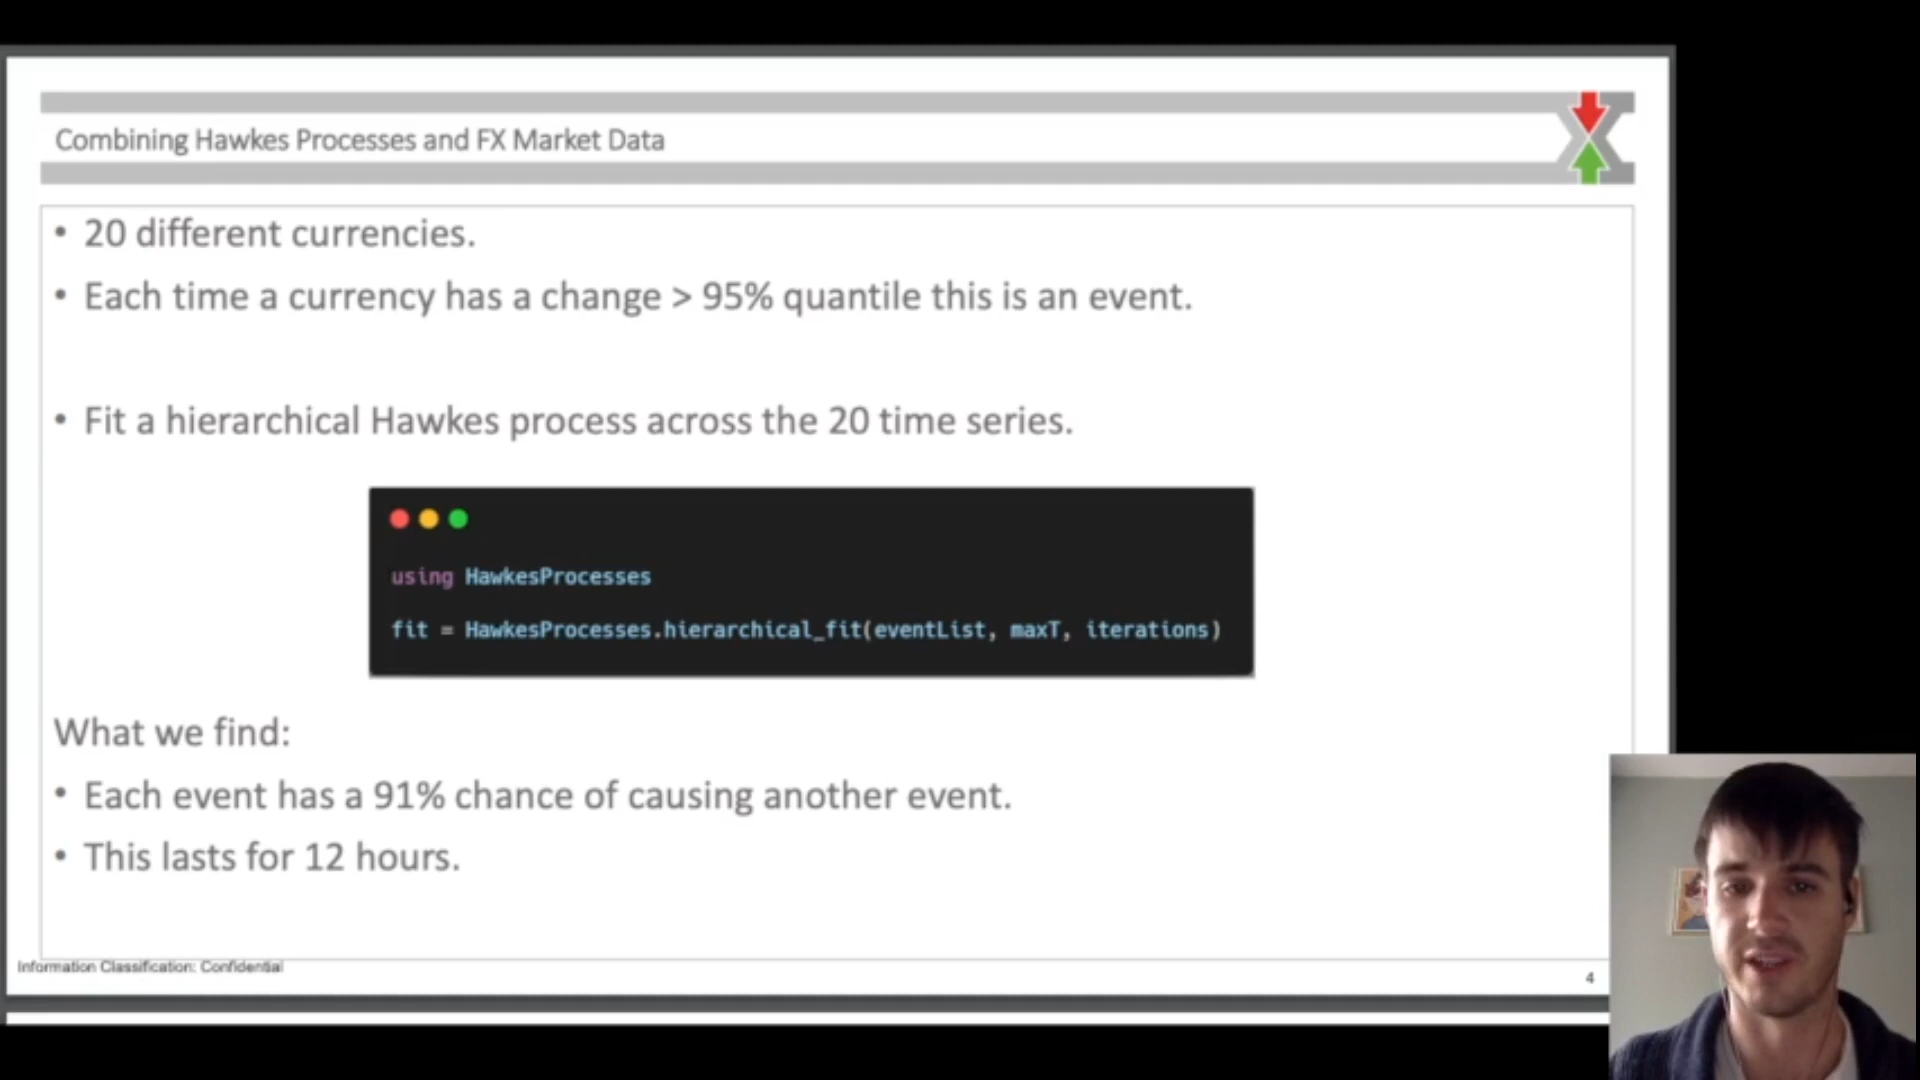 Combining Hawkes Processes and FX Market Data
• 20 different currencies.
• Each time a currency has a change > 95% quantile this is an event.
• Fit a hierarchical Hawkes process across the 20 time series.
using HawkesProcesses
fit = HawkesProcesses.hierarchical_fit(eventList, maxT, iterations)
What we find:
• Each event has a 91% chance of causing another event.
• This lasts for 12 hours.
Information Classification: Confidential
4